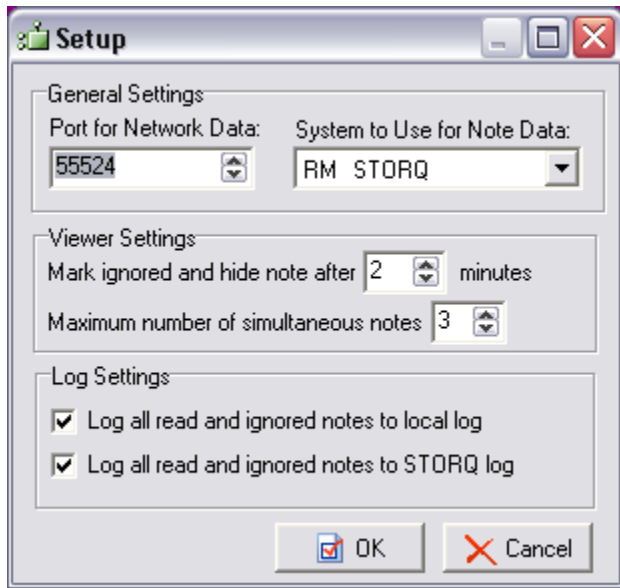 Setup
General Settings
Port for Network Data: System to Use for Note Data:
55524 RM STORQ
Viewer Settings
Mark ignored and hide note after 2 minutes
Maximum number of simultaneous notes 3
Log Settings
Log all read and ignored notes to local log
Log all read and ignored notes to STORQ log
OK Cancel